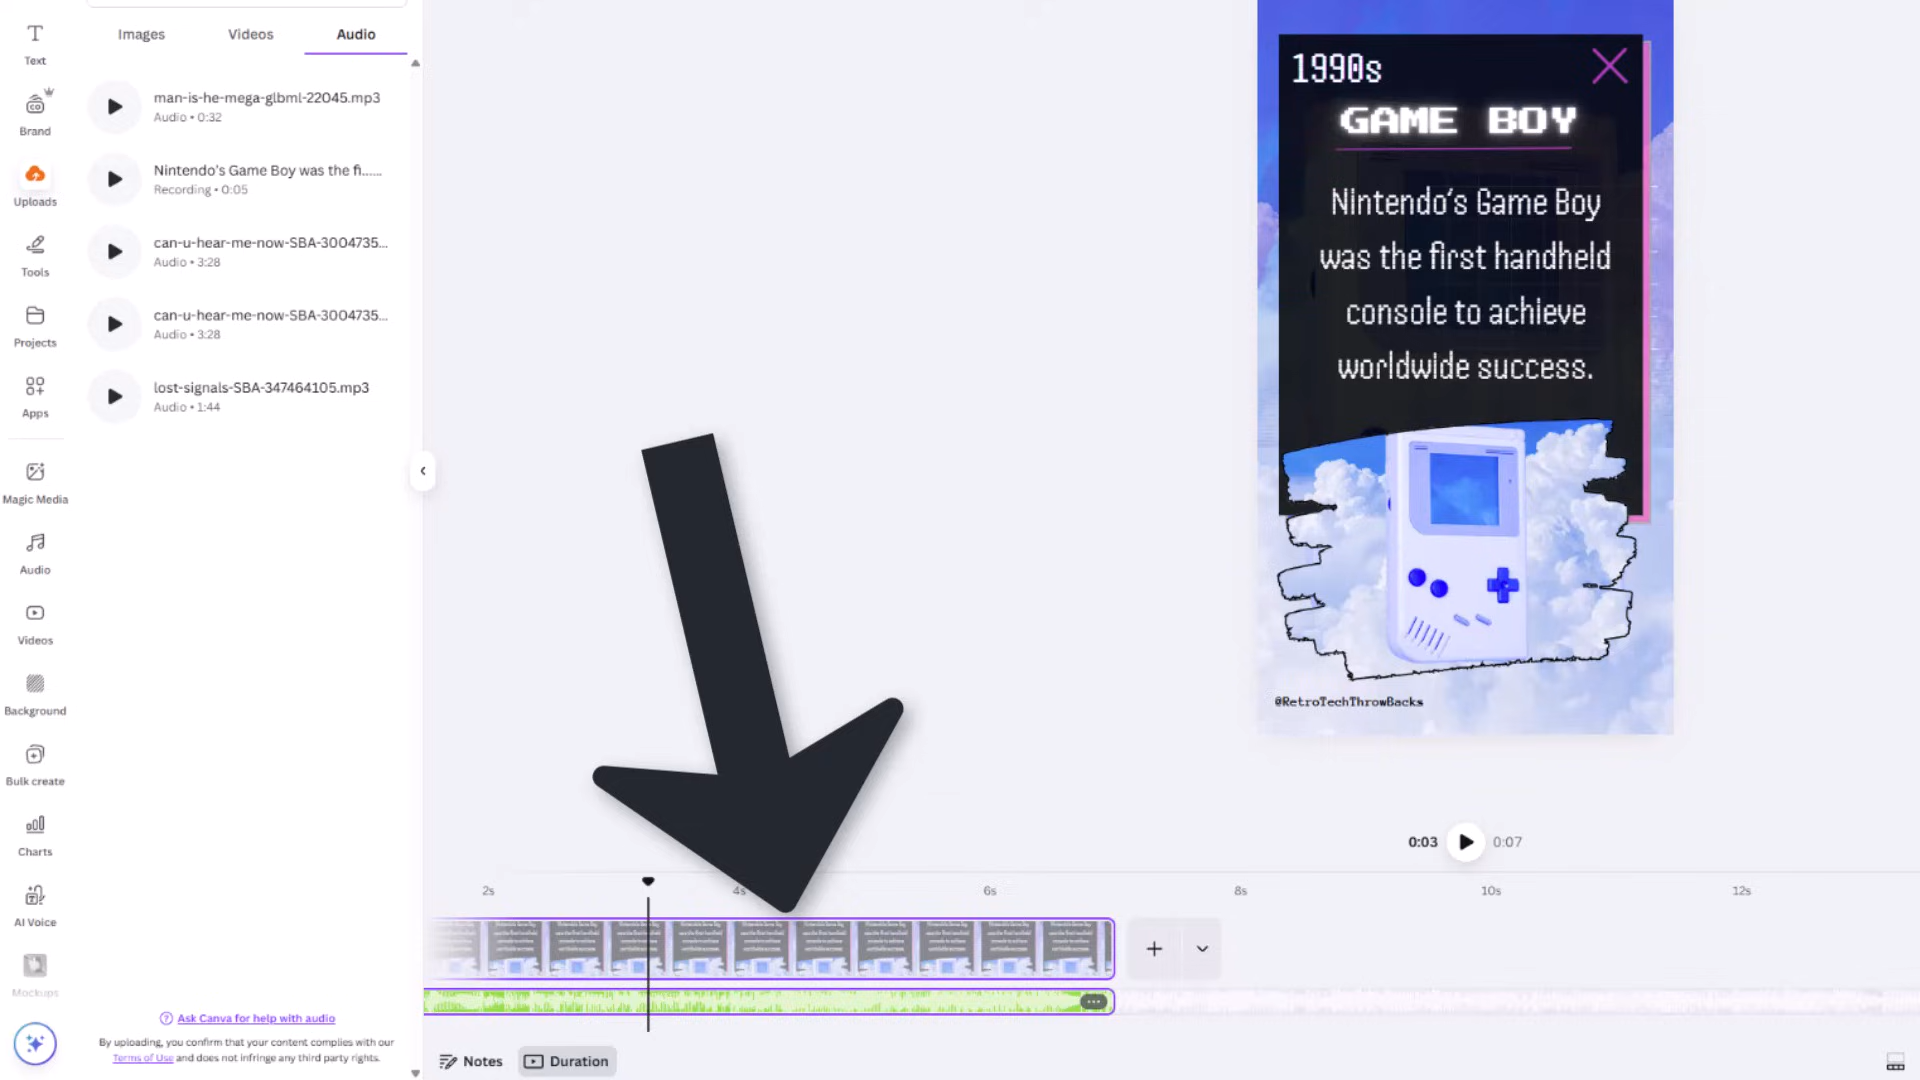 Text
Brand
Uploads
Tools
Projects
Apps
Magic Media
Audio
Videos
Background
Bulk create
Charts
AI Voice
Mockups
Images
Videos
Audio
man-is-he-mega-glbml-22045.mp3
Audio • 0:32
Nintendo's Game Boy was the fi......
Recording • 0:05
can-u-hear-me-now-SBA-3004735...
Audio • 3:28
can-u-hear-me-now-SBA-3004735...
Audio • 3:28
lost-signals-SBA-347464105.mp3
Audio • 1:44
Ask Canva for help with audio
By uploading, you confirm that your content complies with our
Terms of Use and does not infringe any third party rights.
1990s
GAME BOY
Nintendo's Game Boy
was the first handheld
console to achieve
worldwide success.
@RetroTechThrowBacks
0:03
0:07
2s
4s
6s
8s
10s
12s
Notes
Duration